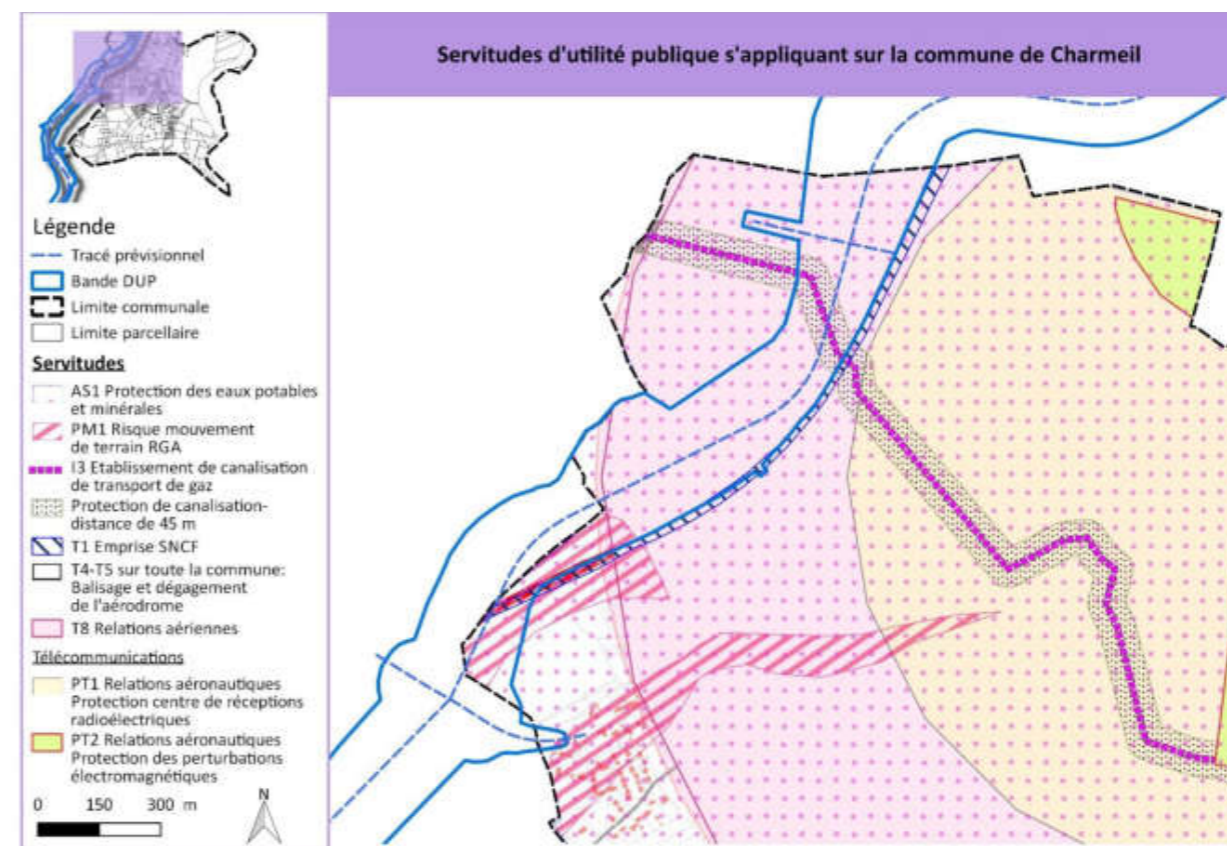 Servitudes d'utilité publique s'appliquant sur la commune de Charmeil
Légende
Tracé prévisionnel
Bande DUP
Limite communale
Limite parcellaire
Servitudes
AS1 Protection des eaux potables
et minérales
PM1 Risque mouvement
de terrain RGA
I3 Etablissement de canalisation
de transport de gaz
Protection de canalisation-
distance de 45 m
T1 Emprise SNCF
T4-T5 sur toute la commune:
Balisage et dégagement
de l'aérodrome
T8 Relations aériennes
Télécommunications
PT1 Relations aéronautiques
Protection centre de réceptions
radioélectriques
PT2 Relations aéronautiques
Protection des perturbations
électromagnétiques
0 150 300 m
N